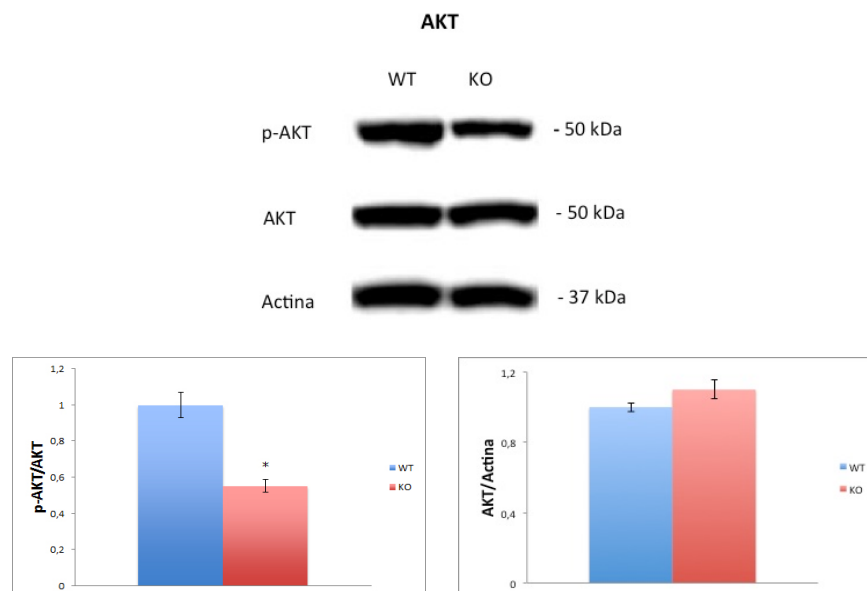 AKT
WT KO
p-AKT - 50 kDa
AKT - 50 kDa
Actina - 37 kDa
1,2
1
0,8
0,6
0,4
0,2
0
p-AKT/AKT
*
WT
KO
1,2
0,8
0,4
0
AKT/Actina
WT
KO